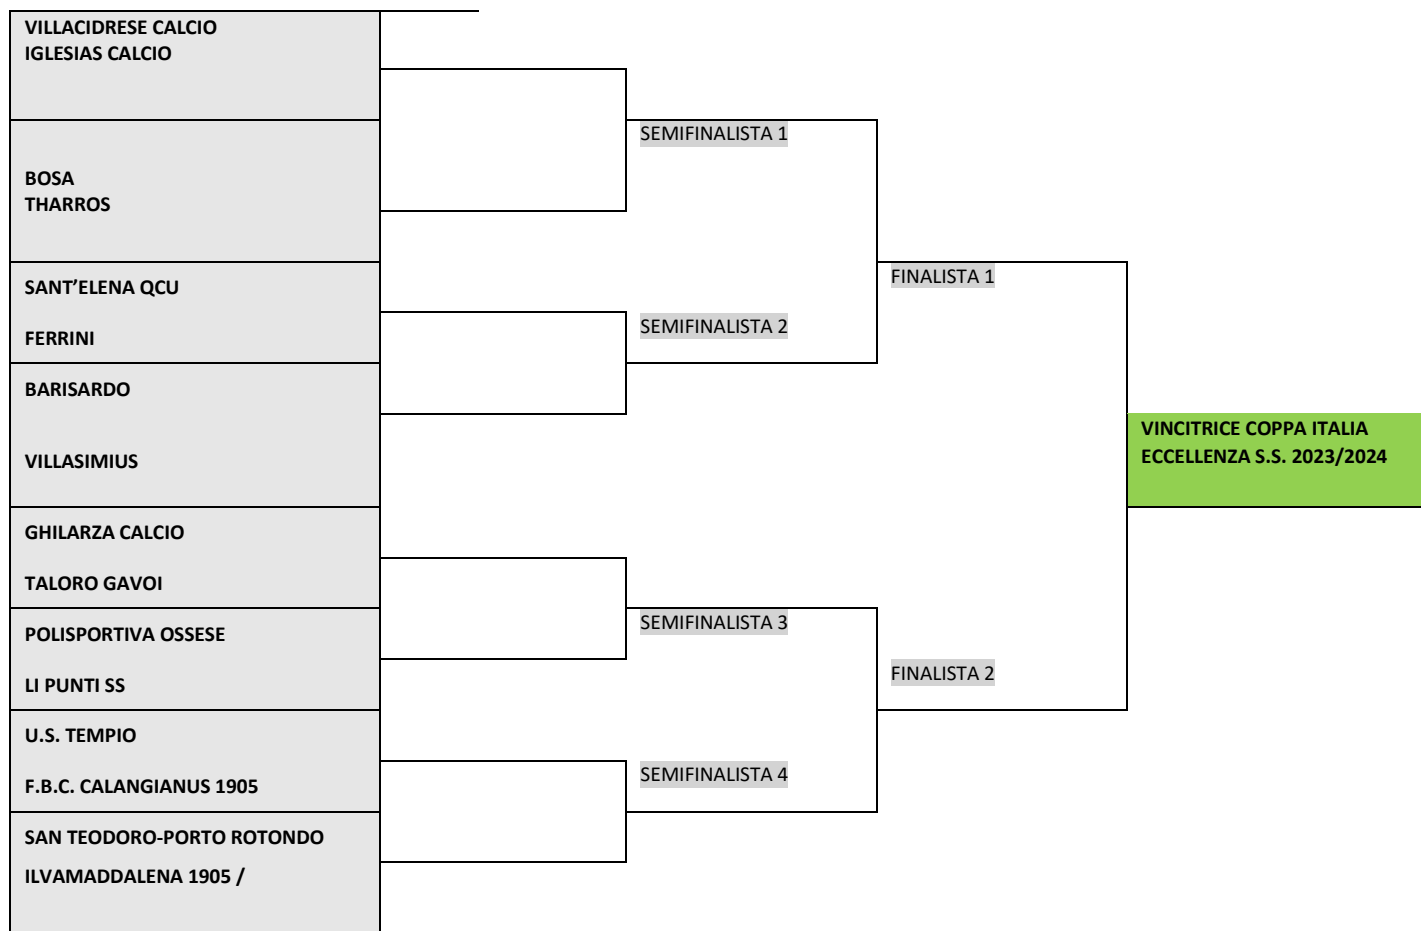 VILLACIDRESE CALCIO
IGLESIAS CALCIO
BOSA
THARROS
SANT'ELENA QCU
FERRINI
BARISARDO
VILLASIMIUS
GHILARZA CALCIO
TALORO GAVOI
POLISPORTIVA OSSESE
LI PUNTI SS
U.S. TEMPIO
F.B.C. CALANGIANUS 1905
SAN TEODORO-PORTO ROTONDO
ILVAMADDALENA 1905 /
SEMIFINALISTA 1
SEMIFINALISTA 2
SEMIFINALISTA 3
SEMIFINALISTA 4
FINALISTA 1
FINALISTA 2
VINCITRICE COPPA ITALIA
ECCELLENZA S.S. 2023/2024